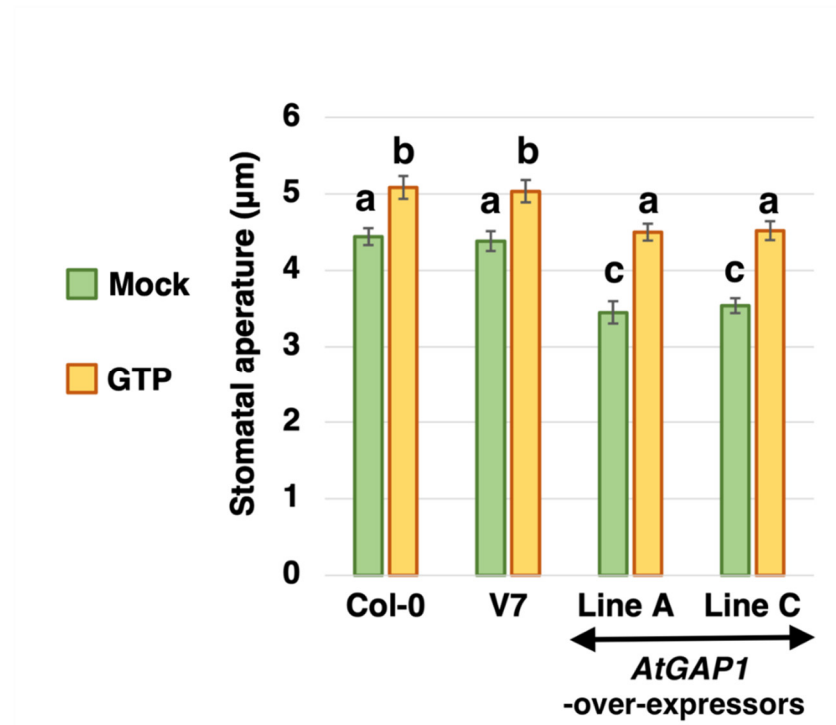 6
b
b
a
a
a
a
5
4
c
c
3
2
1
0
Stomatal aperature (µm)
Mock
GTP
Col-0
V7
Line A
Line C
AtGAP1
-over-expressors